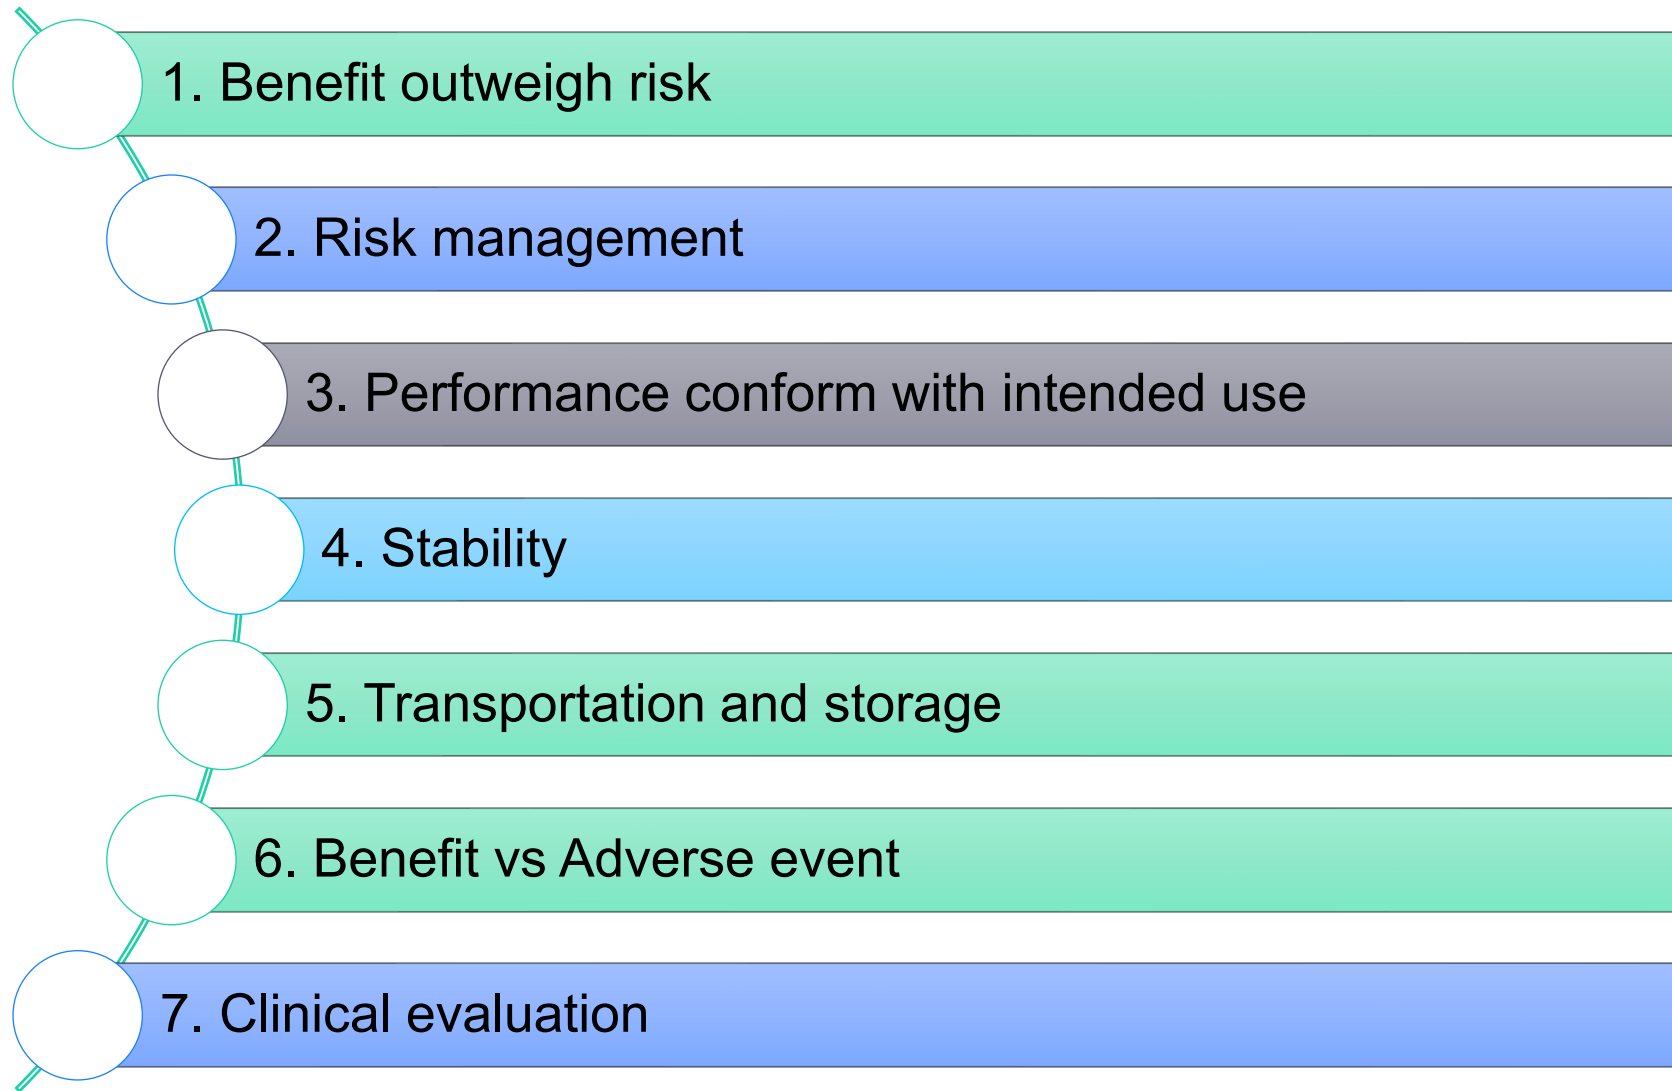 1. Benefit outweigh risk
2. Risk management
3. Performance conform with intended use
4. Stability
5. Transportation and storage
6. Benefit vs Adverse event
7. Clinical evaluation